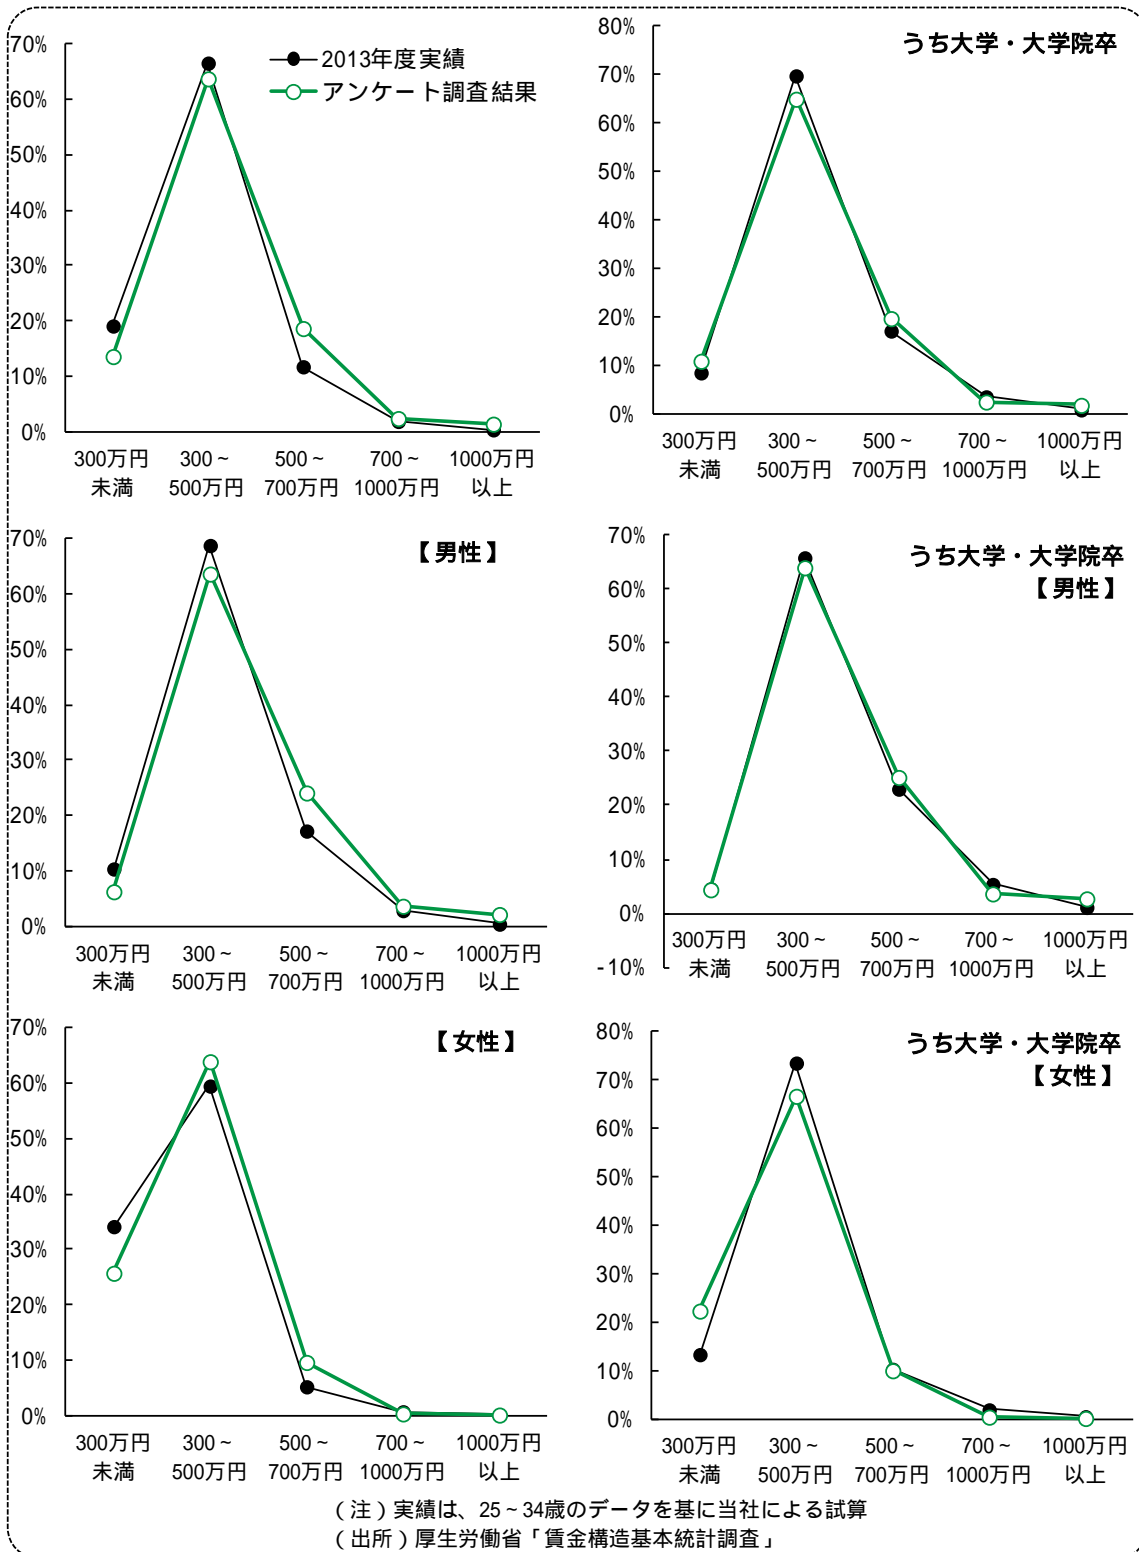 70%
60%
50%
40%
30%
20%
10%
0%
2013年度実績
アンケート調査結果
300万円
未満
300～
500万円
500～
700万円
700～
1000万円
1000万円
以上
うち大学・大学院卒
80%
70%
60%
50%
40%
30%
20%
10%
0%
300万円
未満
300～
500万円
500～
700万円
700～
1000万円
1000万円
以上
【男性】
70%
60%
50%
40%
30%
20%
10%
0%
300万円
未満
300～
500万円
500～
700万円
700～
1000万円
1000万円
以上
うち大学・大学院卒
【男性】
70%
60%
50%
40%
30%
20%
10%
0%
-10%
300万円
未満
300～
500万円
500～
700万円
700～
1000万円
1000万円
以上
【女性】
70%
60%
50%
40%
30%
20%
10%
0%
300万円
未満
300～
500万円
500～
700万円
700～
1000万円
1000万円
以上
うち大学・大学院卒
【女性】
80%
70%
60%
50%
40%
30%
20%
10%
0%
300万円
未満
300～
500万円
500～
700万円
700～
1000万円
1000万円
以上
（注）実績は、25～34歳のデータを基に当社による試算
（出所）厚生労働省「賃金構造基本統計調査」